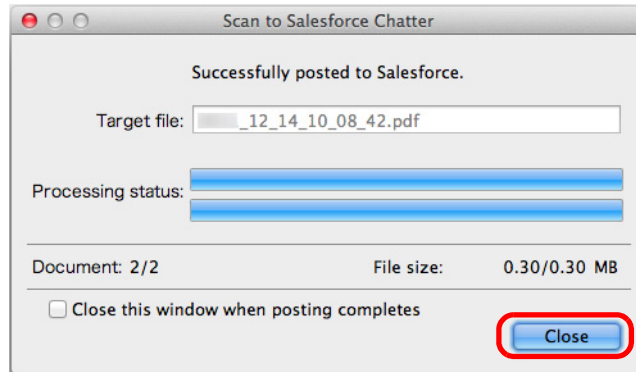 Scan to Salesforce Chatter
Successfully posted to Salesforce.
Target file: _12_14_10_08_42.pdf
Processing status:
Document: 2/2 File size: 0.30/0.30 MB
Close this window when posting completes
Close